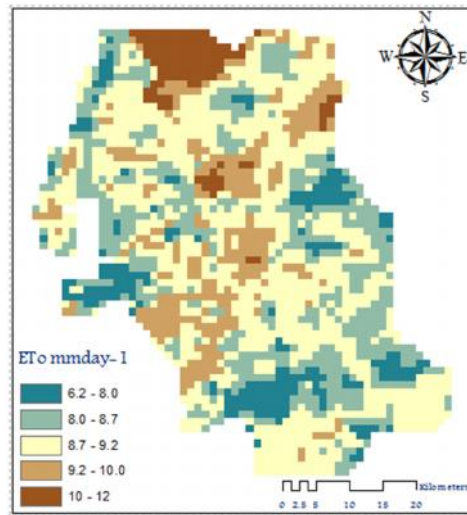 N
W E
S
ETo mmday-1
6.2 - 8.0
8.0 - 8.7
8.7 - 9.2
9.2 - 10.0
10 - 12
Kilometers
0 2.5 5 10 15 20